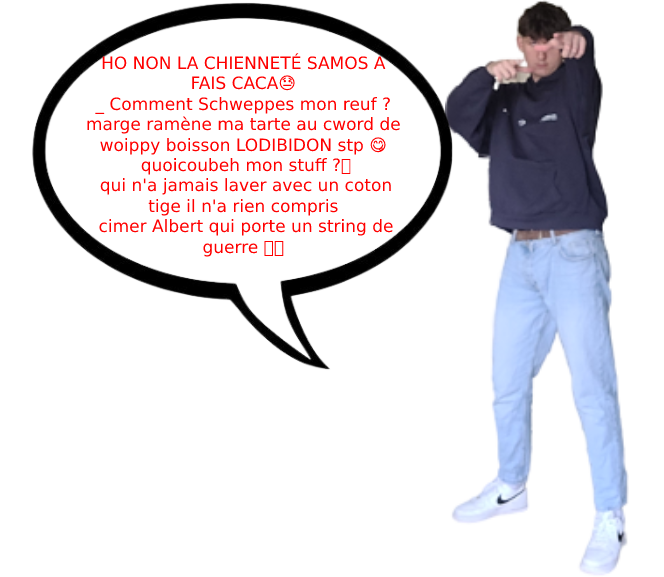 HO NON LA CHIENNETÉ SAMOS A
FAIS CACA😓
_ Comment Schweppes mon reuf ?
marge ramène ma tarte au cword de
woippy boisson LODIBIDON stp 😋
quoicoubeh mon stuff ?
qui n'a jamais laver avec un coton
tige il n'a rien compris
cimer Albert qui porte un string de
guerre